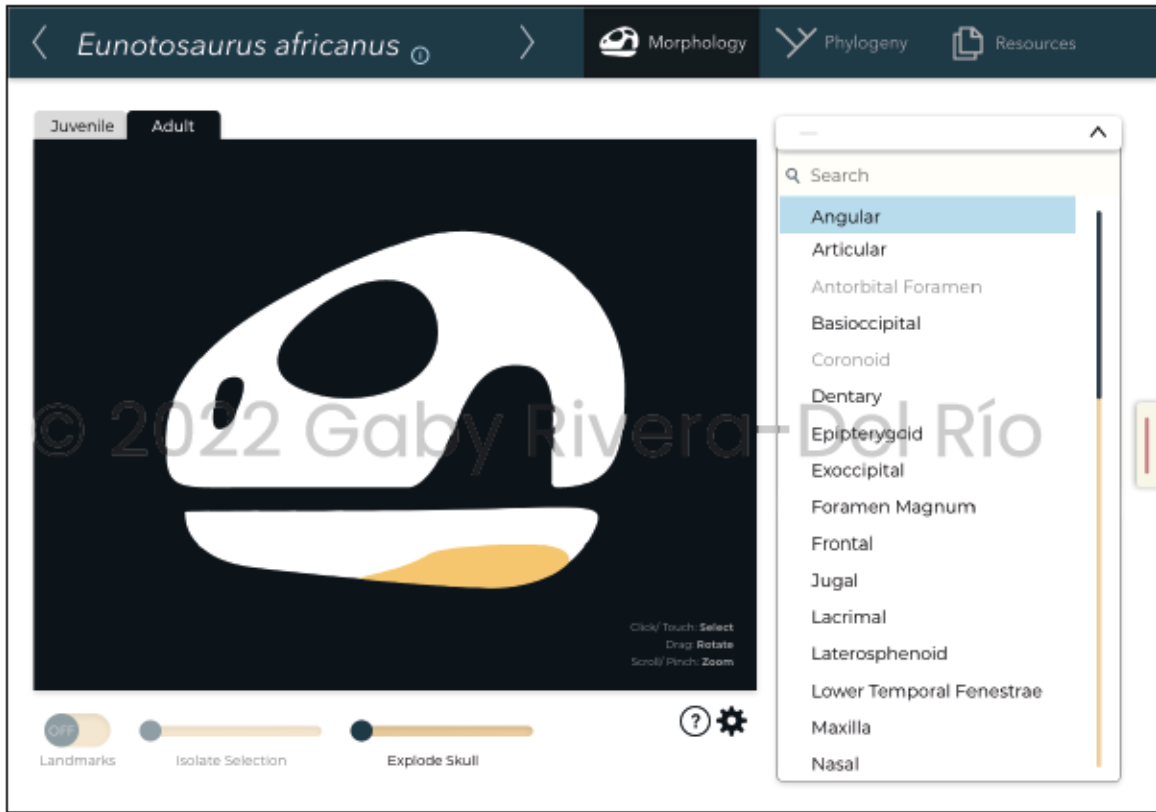 Eunotosaurus africanus
Morphology
Phylogeny
Resources
Juvenile
Adult
Search
Angular
Articular
Antorbital Foramen
Basioccipital
Coronoid
Dentary
© 2022 Gaby Rivera-Del Río
Epipterygoid
Exoccipital
Foramen Magnum
Frontal
Jugal
Lacrimal
Laterosphenoid
Lower Temporal Fenestrae
Maxilla
Nasal
Click/ Touch: Select
Drag: Rotate
Scroll/ Pinch: Zoom
OFF
Landmarks
Isolate Selection
Explode Skull
?